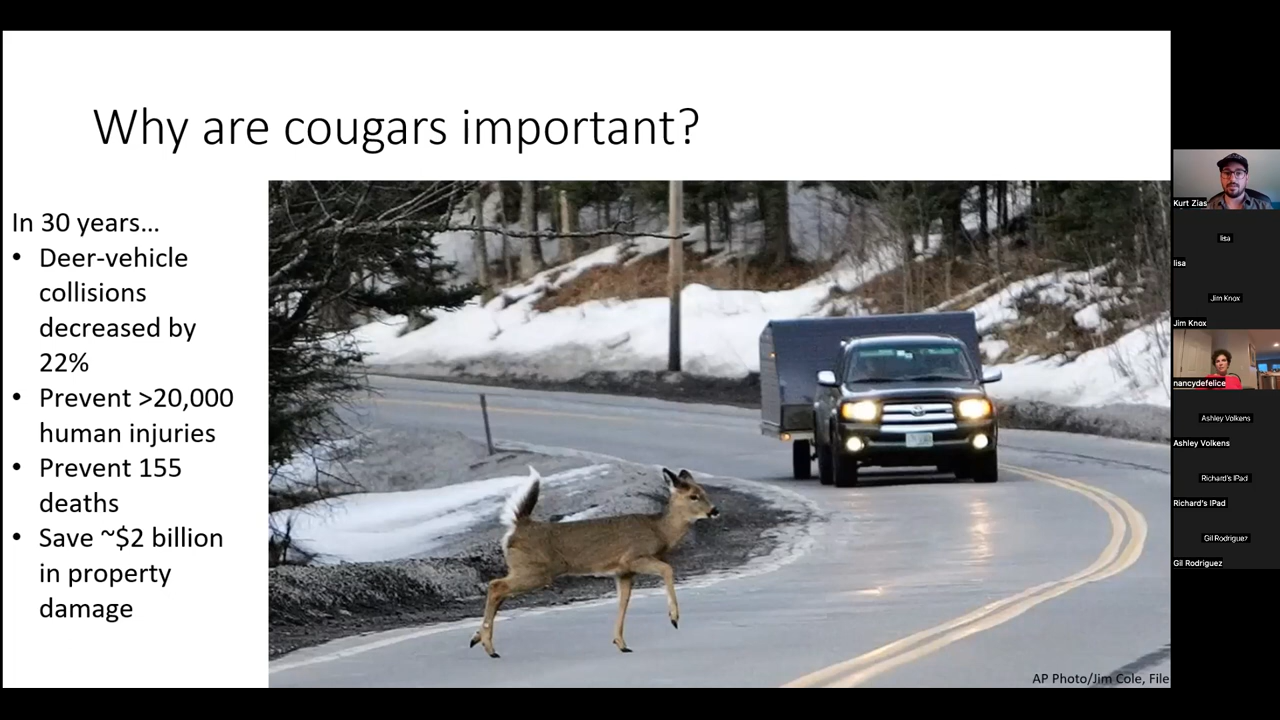 Why are cougars important?
In 30 years...
• Deer-vehicle
collisions
decreased by
22%
• Prevent >20,000
human injuries
• Prevent 155
deaths
• Save ~$2 billion
in property
damage
AP Photo/Jim Cole, File
Kurt Zias
lisa
lisa
Jim Knox
Jim Knox
nancydefelice
Ashley Volkens
Ashley Volkens
Richard's IPad
Richard's IPad
Gil Rodriguez
Gil Rodriguez